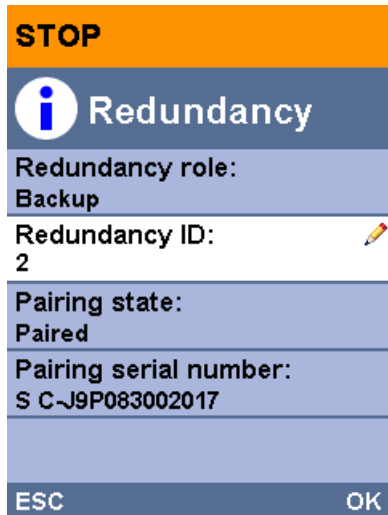 STOP
i Redundancy
Redundancy role:
Backup
Redundancy ID:
2
Pairing state:
Paired
Pairing serial number:
S C-J9P083002017
ESC OK